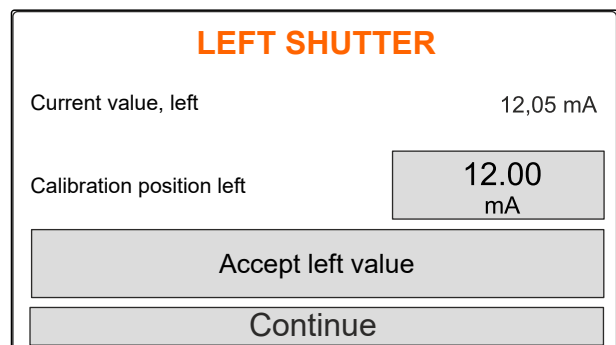 LEFT SHUTTER
Current value, left 12,05 mA
Calibration position left 12.00
mA
Accept left value
Continue